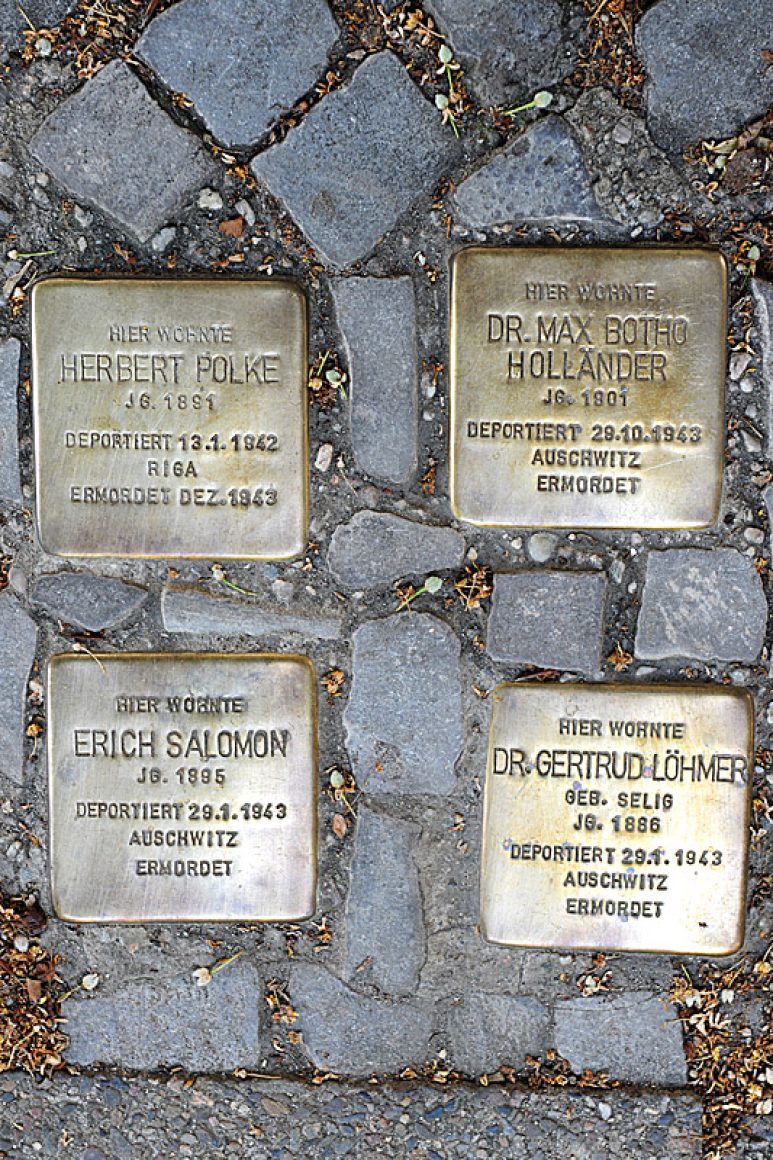 HIER WOHNTE
HERBERT POLKE
JG. 1891
DEPORTIERT 13.1.1942
RIGA
ERMORDET DEZ.1943
HIER WOHNTE
DR. MAX BOTHO
HOLLÄNDER
JG. 1901
DEPORTIERT 29.10.1943
AUSCHWITZ
ERMORDET
HIER WOHNTE
ERICH SALOMON
JG. 1895
DEPORTIERT 29.1.1943
AUSCHWITZ
ERMORDET
HIER WOHNTE
DR. GERTRUD LÖHMER
GEB. SELIG
JG. 1886
DEPORTIERT 29.1.1943
AUSCHWITZ
ERMORDET